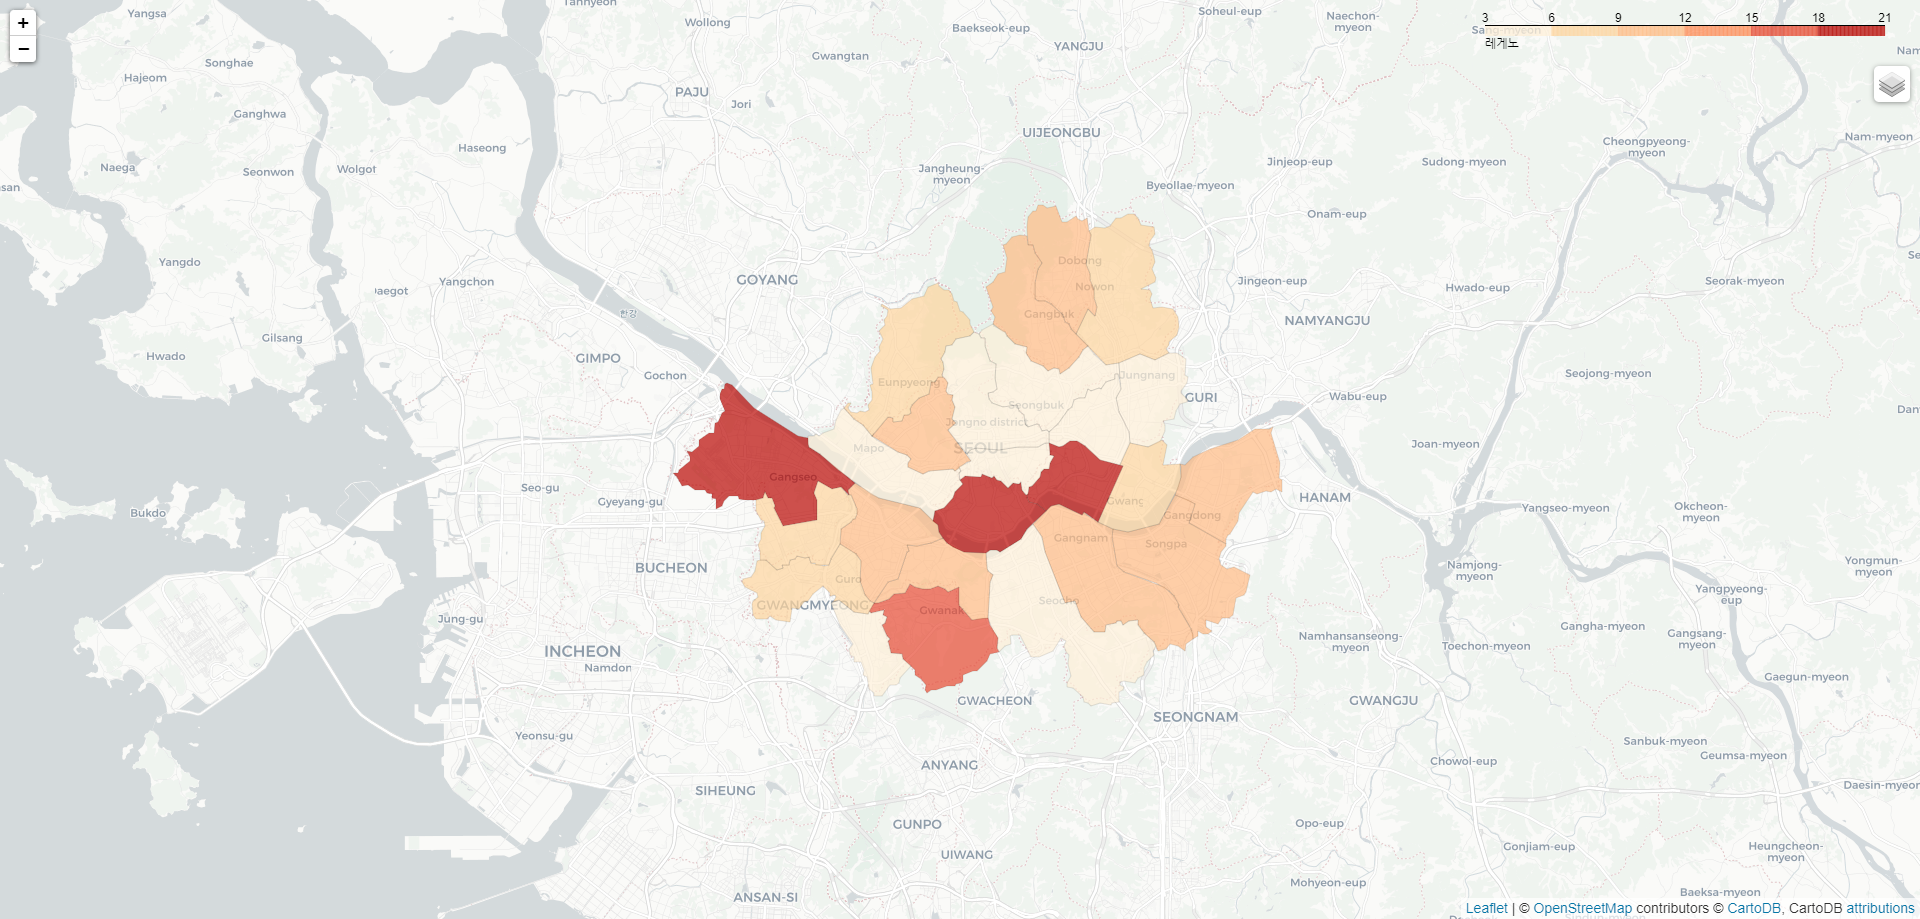 +
−
Yangsa
Tannyeon
Wollong
Baekseok-eup
Soheul-eup
Naechon-
myeon
3 6 9 12 15 18 21
레게노
YANGJU
Songhae
Gwangtan
Hajeom
PAJU
Jori
Ganghwa
UIJEONGBU
Haseong
Cheongpyeong-
myeon
Nam-myeon
Naega
Seonwon
Wolgot
Jangheung-
myeon
Jinjeop-eup
Sudong-myeon
Byeollae-myeon
Onam-eup
Yangdo
Dobong
GOYANG
Yangchon
Nowon
Jingeon-eup
Hwado-eup
Seorak-myeon
한강
Gangbuk
NAMYANGJU
Gilsang
Hwado
GIMPO
Gochon
Eunpyeong
Jungnang
Seojong-myeon
GURI
Wabu-eup
Seongbuk
Jongno district
SEOUL
Mapo
Joan-myeon
Gangseo
Seo-gu
Gyeyang-gu
Gwang
HANAM
Bukdo
Gangdong
Yangseo-myeon
Okcheon-
myeon
Gangnam
Songpa
BUCHEON
Guro
Namjong-
myeon
Yongmun-
myeon
Yangpyeong-
eup
GWANGMYEONG
Gwanak
Seocho
Jung-gu
Namhansanseong-
myeon
Gangha-myeon
Gangsang-
myeon
Toechon-myeon
INCHEON
Namdon
Gaegun-myeon
GWACHEON
GWANGJU
SEONGNAM
Yeonsu-gu
Sanbuk-myeon
Geumsa-myeon
ANYANG
Chowol-eup
SIHEUNG
Daesin-myeon
GUNPO
Opo-eup
UIWANG
Gonjiam-eup
Heungcheon-
myeon
Mohyeon-eup
ANSAN-SI
Baeksa-myeon
Leaflet | © OpenStreetMap contributors © CartoDB, CartoDB attributions